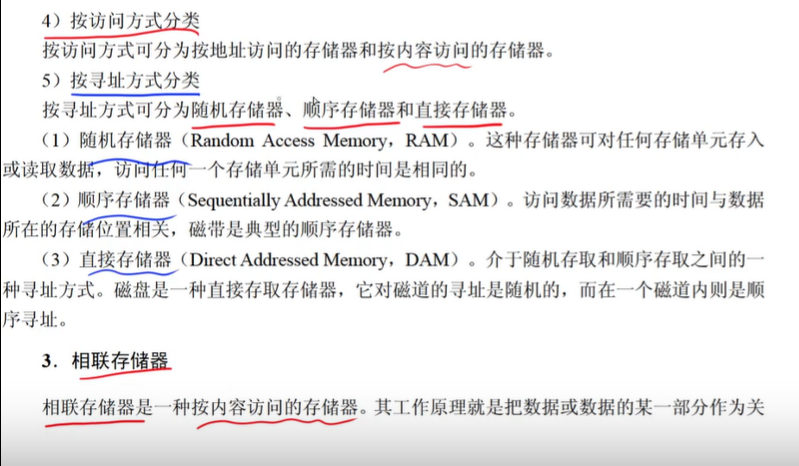 4）按访问方式分类
按访问方式可分为按地址访问的存储器和按内容访问的存储器。
5）按寻址方式分类
按寻址方式可分为随机存储器、顺序存储器和直接存储器。
（1）随机存储器（Random Access Memory，RAM）。这种存储器可对任何存储单元存入
或读取数据，访问任何一个存储单元所需的时间是相同的。
（2）顺序存储器（Sequentially Addressed Memory，SAM）。访问数据所需要的时间与数据
所在的存储位置相关，磁带是典型的顺序存储器。
（3）直接存储器（Direct Addressed Memory，DAM）。介于随机存取和顺序存取之间的一
种寻址方式。磁盘是一种直接存取存储器，它对磁道的寻址是随机的，而在一个磁道内则是顺
序寻址。
3．相联存储器
相联存储器是一种按内容访问的存储器。其工作原理就是把数据或数据的某一部分作为关